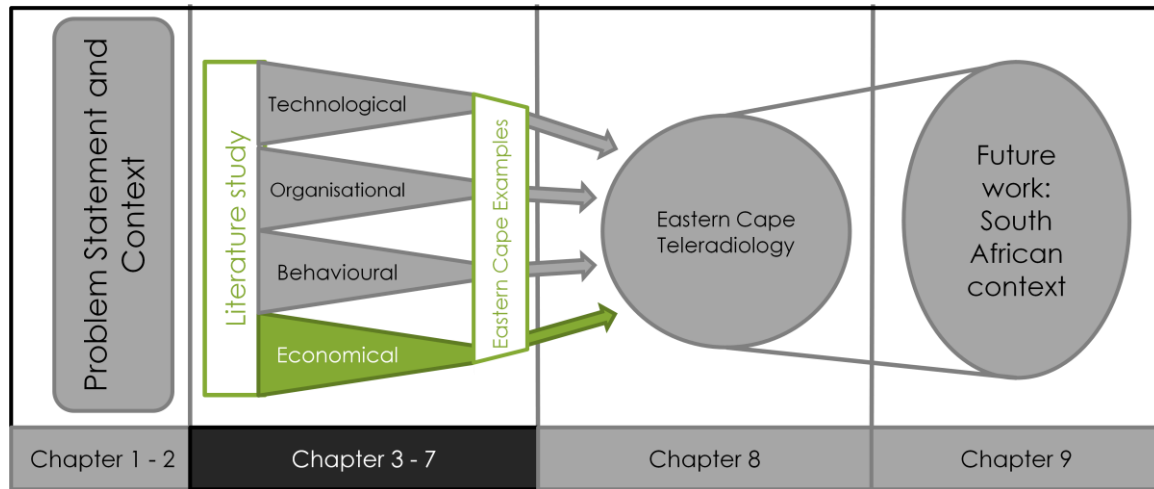 Problem Statement and
Context
Literature study
Technological
Organisational
Behavioural
Economical
Eastern Cape Examples
Eastern Cape
Teleradiology
Future
work:
South
African
context
Chapter 1 - 2
Chapter 3 - 7
Chapter 8
Chapter 9